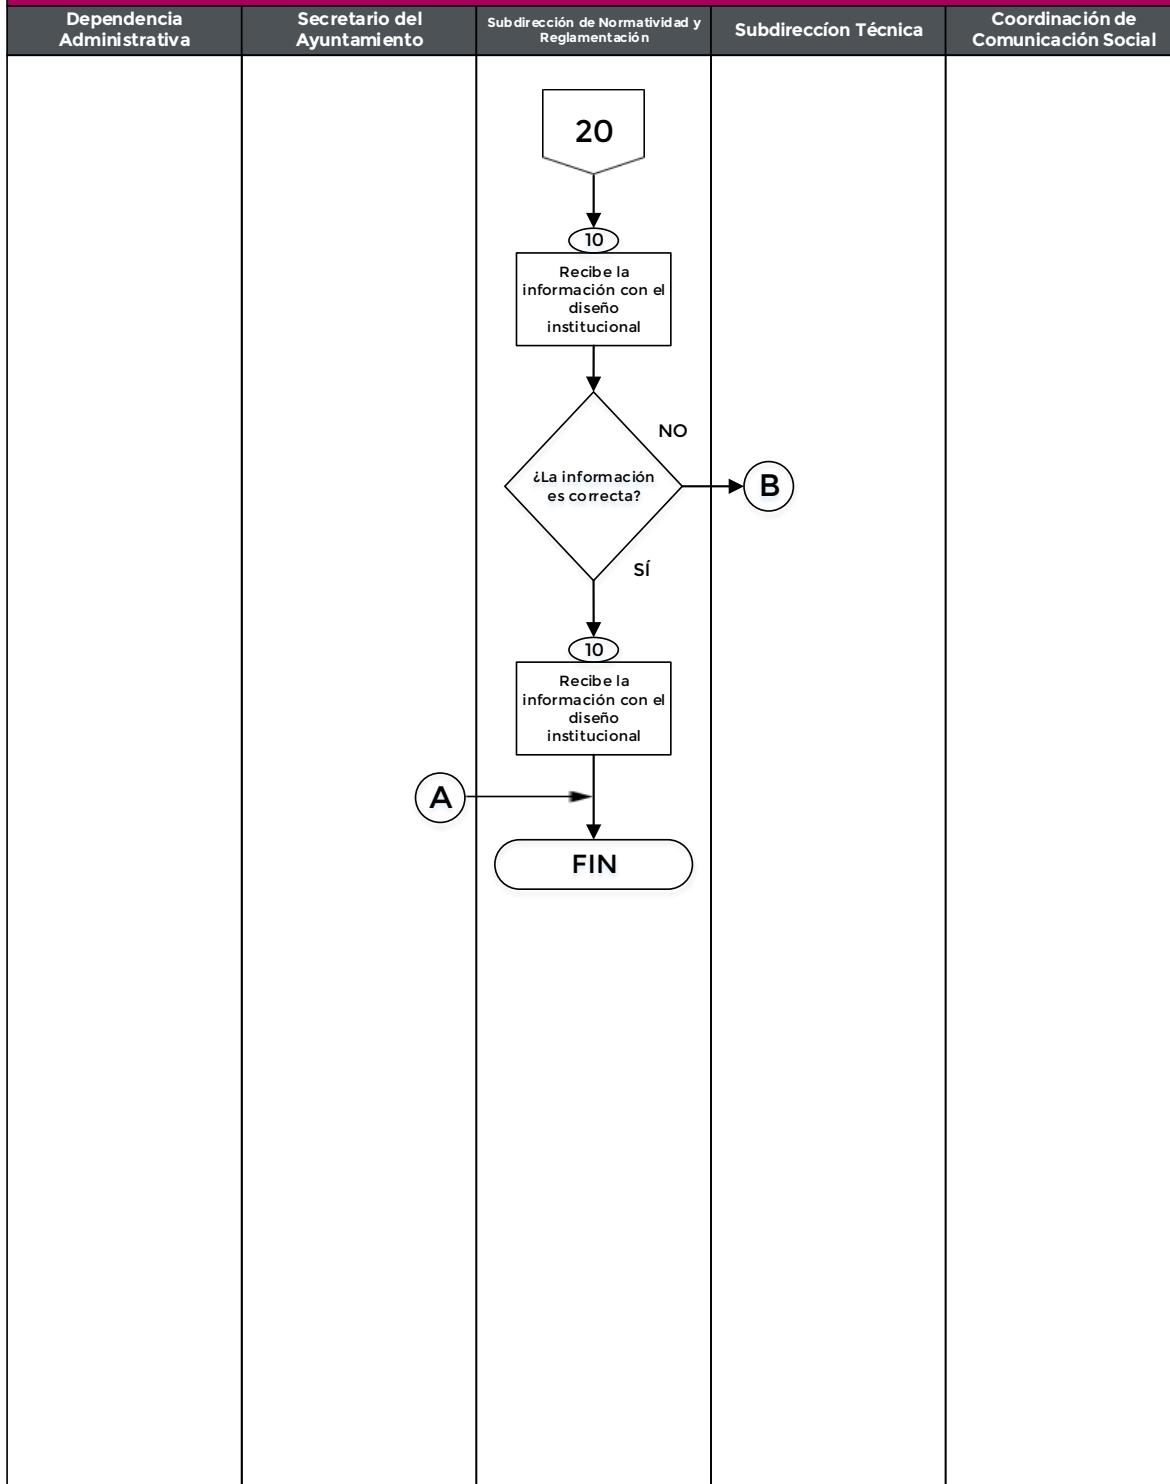 Dependencia
Administrativa
Secretario del
Ayuntamiento
Subdirección de Normatividad y
Reglamentación
Subdireccíon Técnica
Coordinación de
Comunicación Social
20
10
Recibe la
información con el
diseño
institucional
NO
¿La información
es correcta?
B
SÍ
10
Recibe la
información con el
diseño
institucional
A
FIN